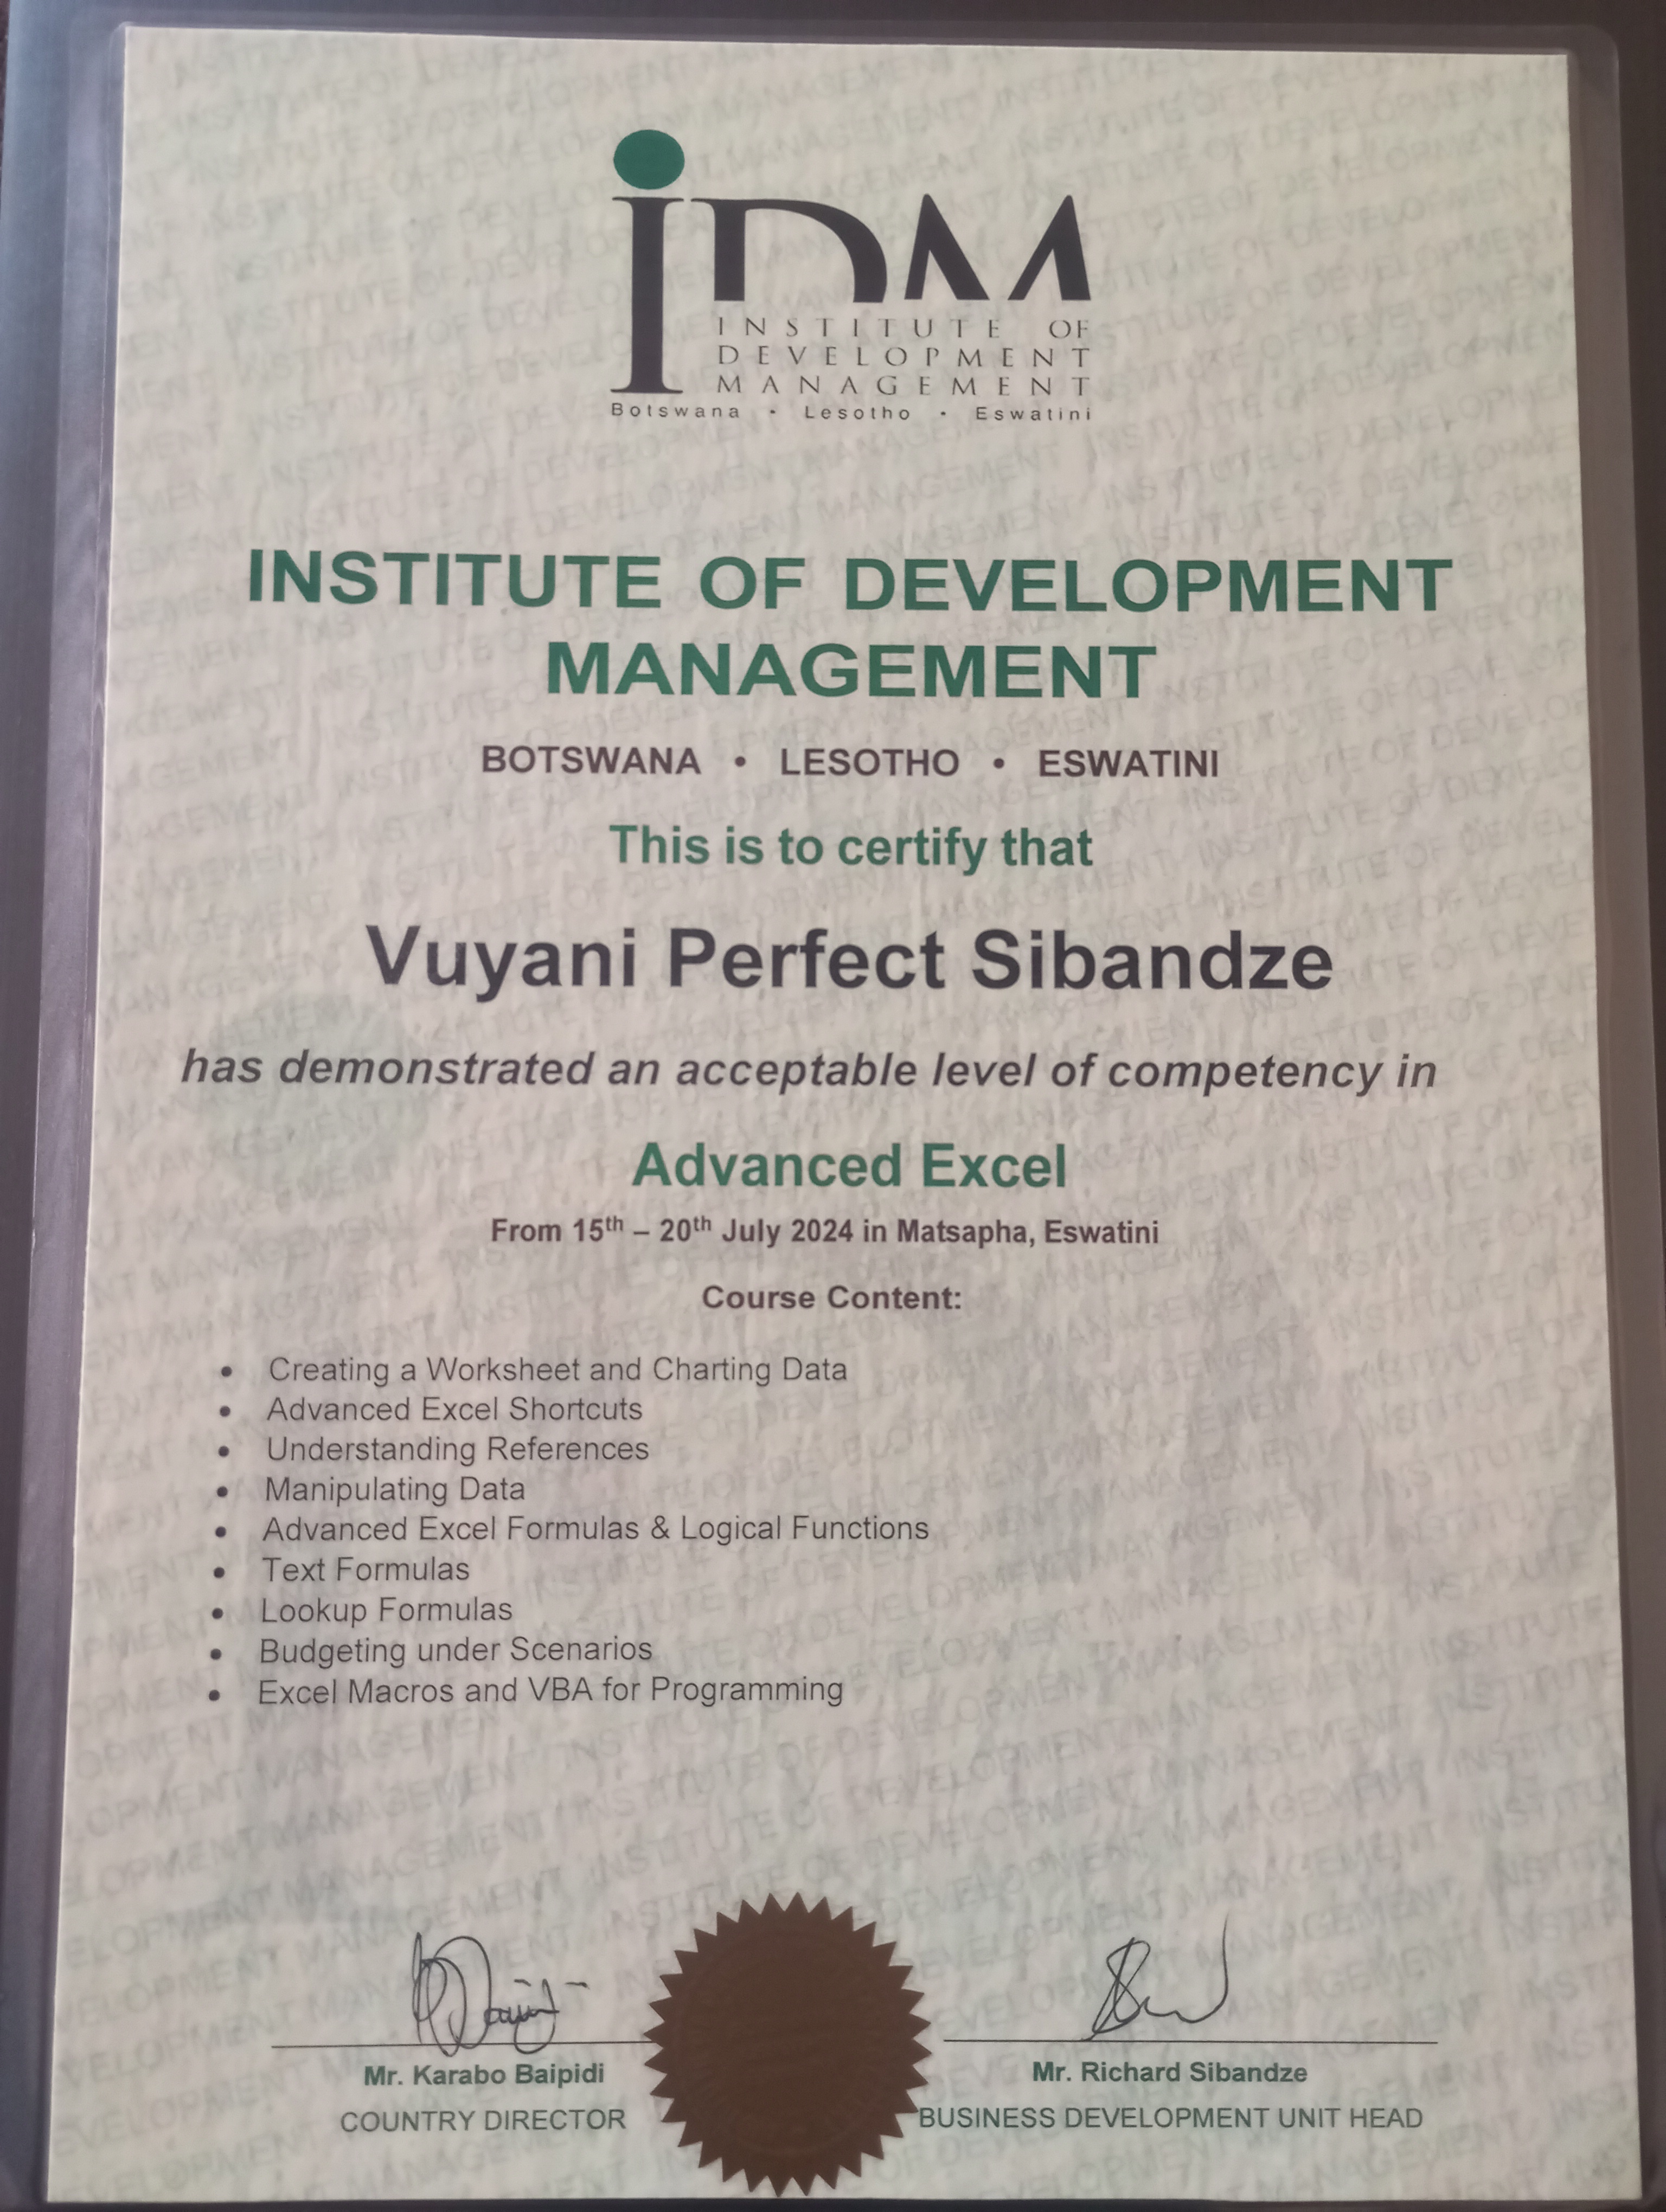 iDM
INSTITUTE OF
DEVELOPMENT
MANAGEMENT
Botswana • Lesotho • Eswatini
INSTITUTE OF DEVELOPMENT
MANAGEMENT
BOTSWANA • LESOTHO • ESWATINI
This is to certify that
Vuyani Perfect Sibandze
has demonstrated an acceptable level of competency in
Advanced Excel
From 15th – 20th July 2024 in Matsapha, Eswatini
Course Content:
• Creating a Worksheet and Charting Data
• Advanced Excel Shortcuts
• Understanding References
• Manipulating Data
• Advanced Excel Formulas & Logical Functions
• Text Formulas
• Lookup Formulas
• Budgeting under Scenarios
• Excel Macros and VBA for Programming
Mr. Karabo Baipidi
COUNTRY DIRECTOR
Mr. Richard Sibandze
BUSINESS DEVELOPMENT UNIT HEAD